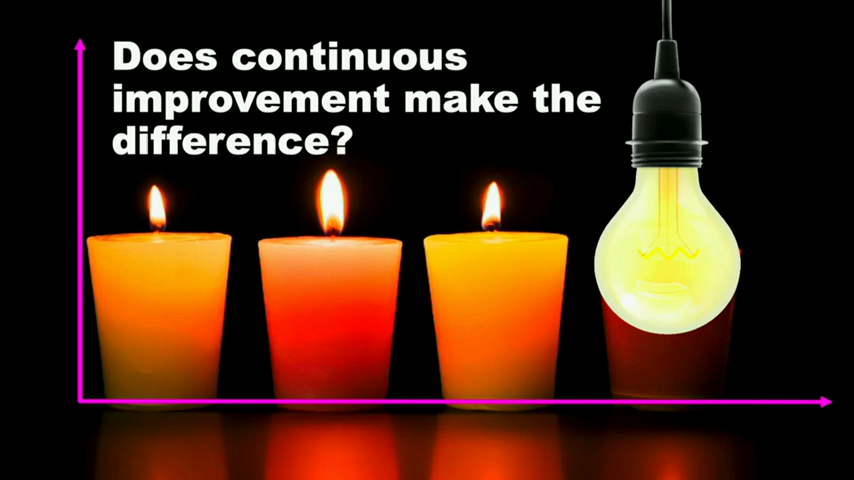 Does continuous
improvement make the
difference?